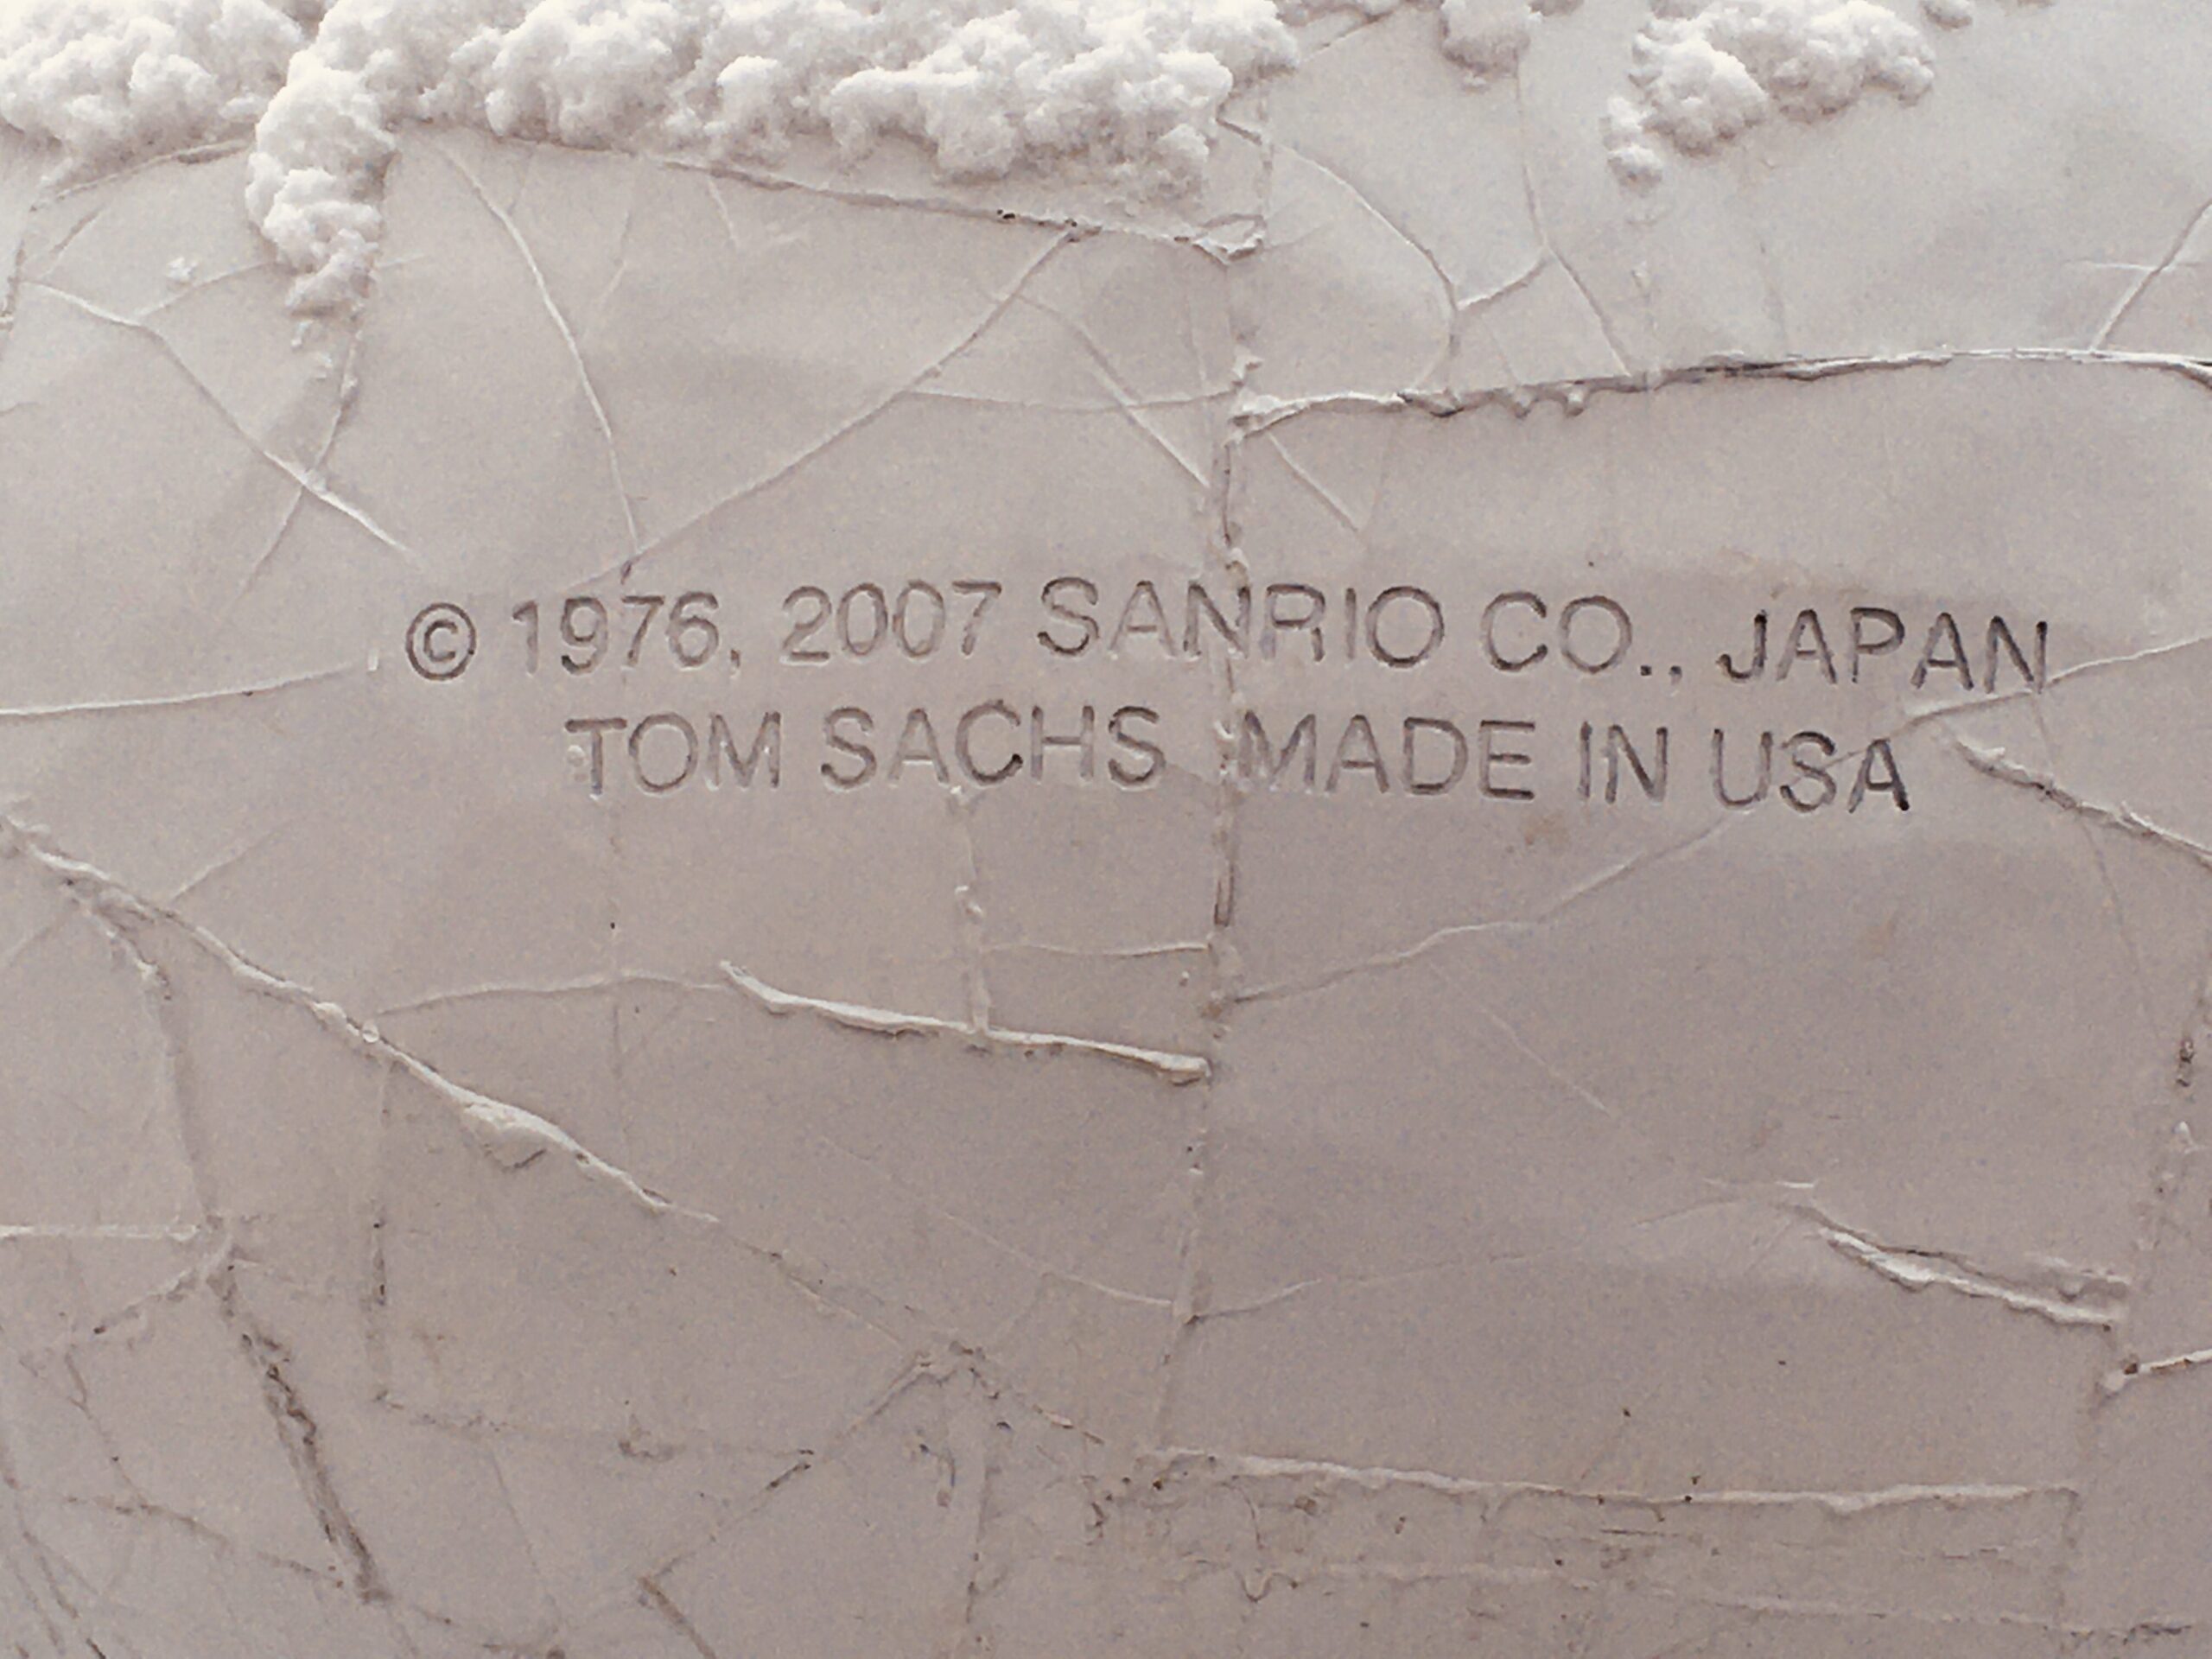 © 1976, 2007 SANRIO CO., JAPAN
TOM SACHS MADE IN USA